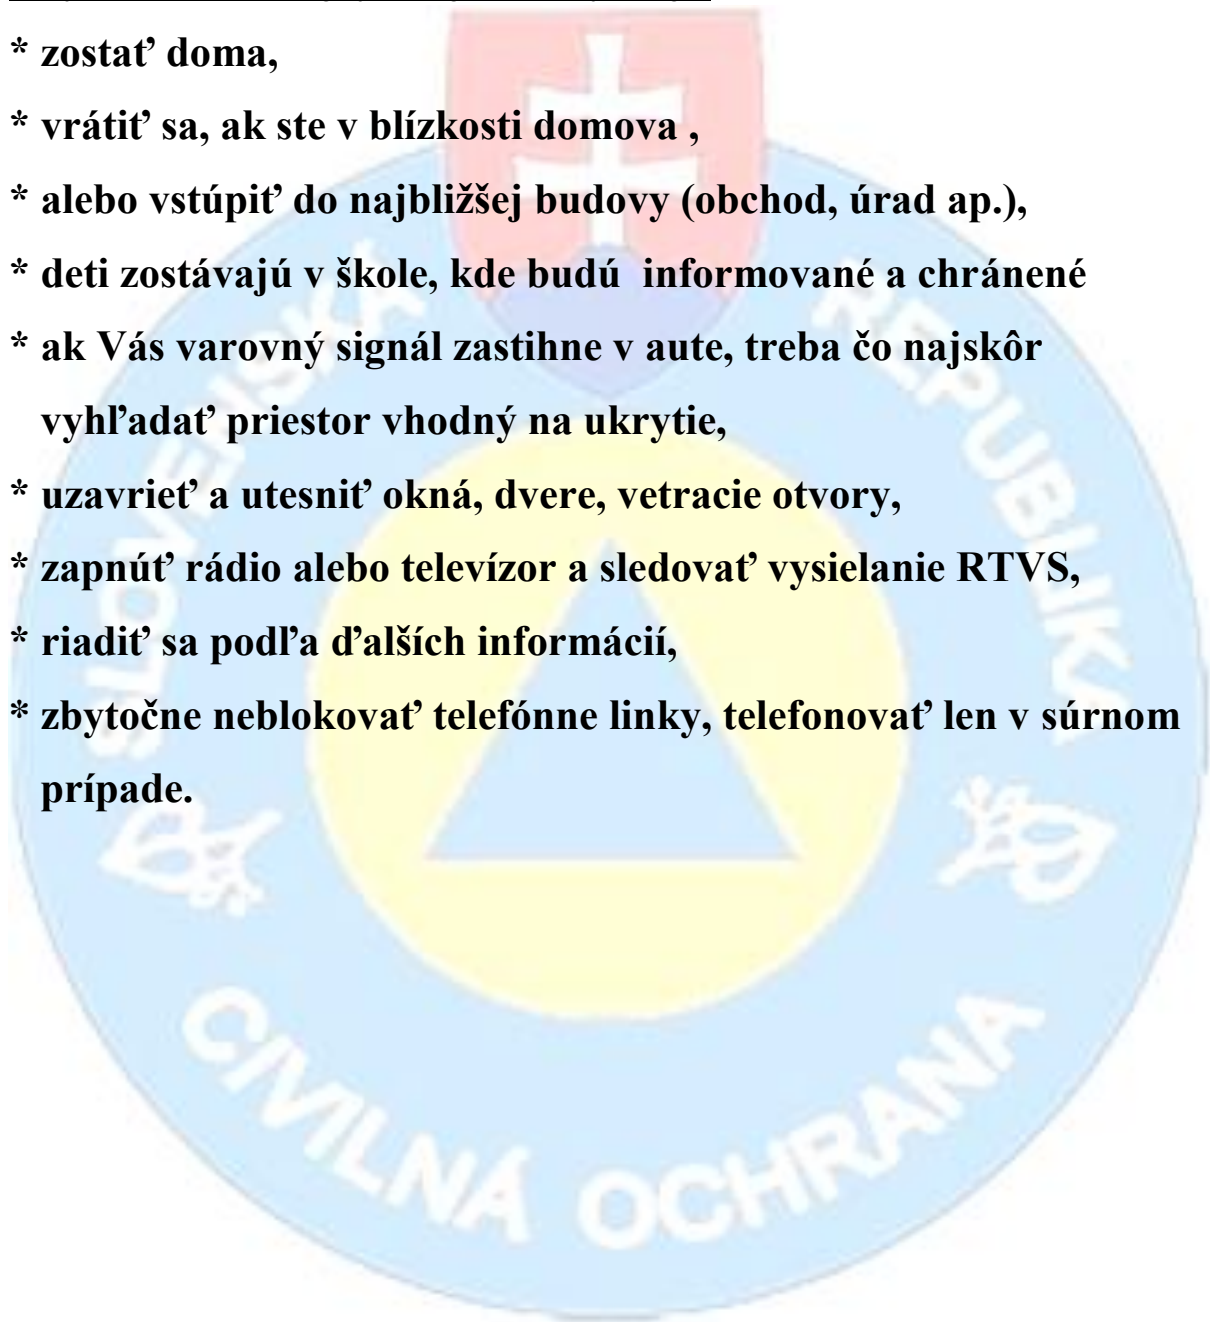 * zostať doma,
* vrátiť sa, ak ste v blízkosti domova ,
* alebo vstúpiť do najbližšej budovy (obchod, úrad ap.),
* deti zostávajú v škole, kde budú  informované a chránené
* ak Vás varovný signál zastihne v aute, treba čo najskôr
vyhľadať priestor vhodný na ukrytie,
* uzavrieť a utesniť okná, dvere, vetracie otvory,
* zapnúť rádio alebo televízor a sledovať vysielanie RTVS,
* riadiť sa podľa ďalších informácií,
* zbytočne neblokovať telefónne linky, telefonovať len v súrnom
prípade.
SLOVENSKÁ REPUBLIKA
CIVILNÁ OCHRANA